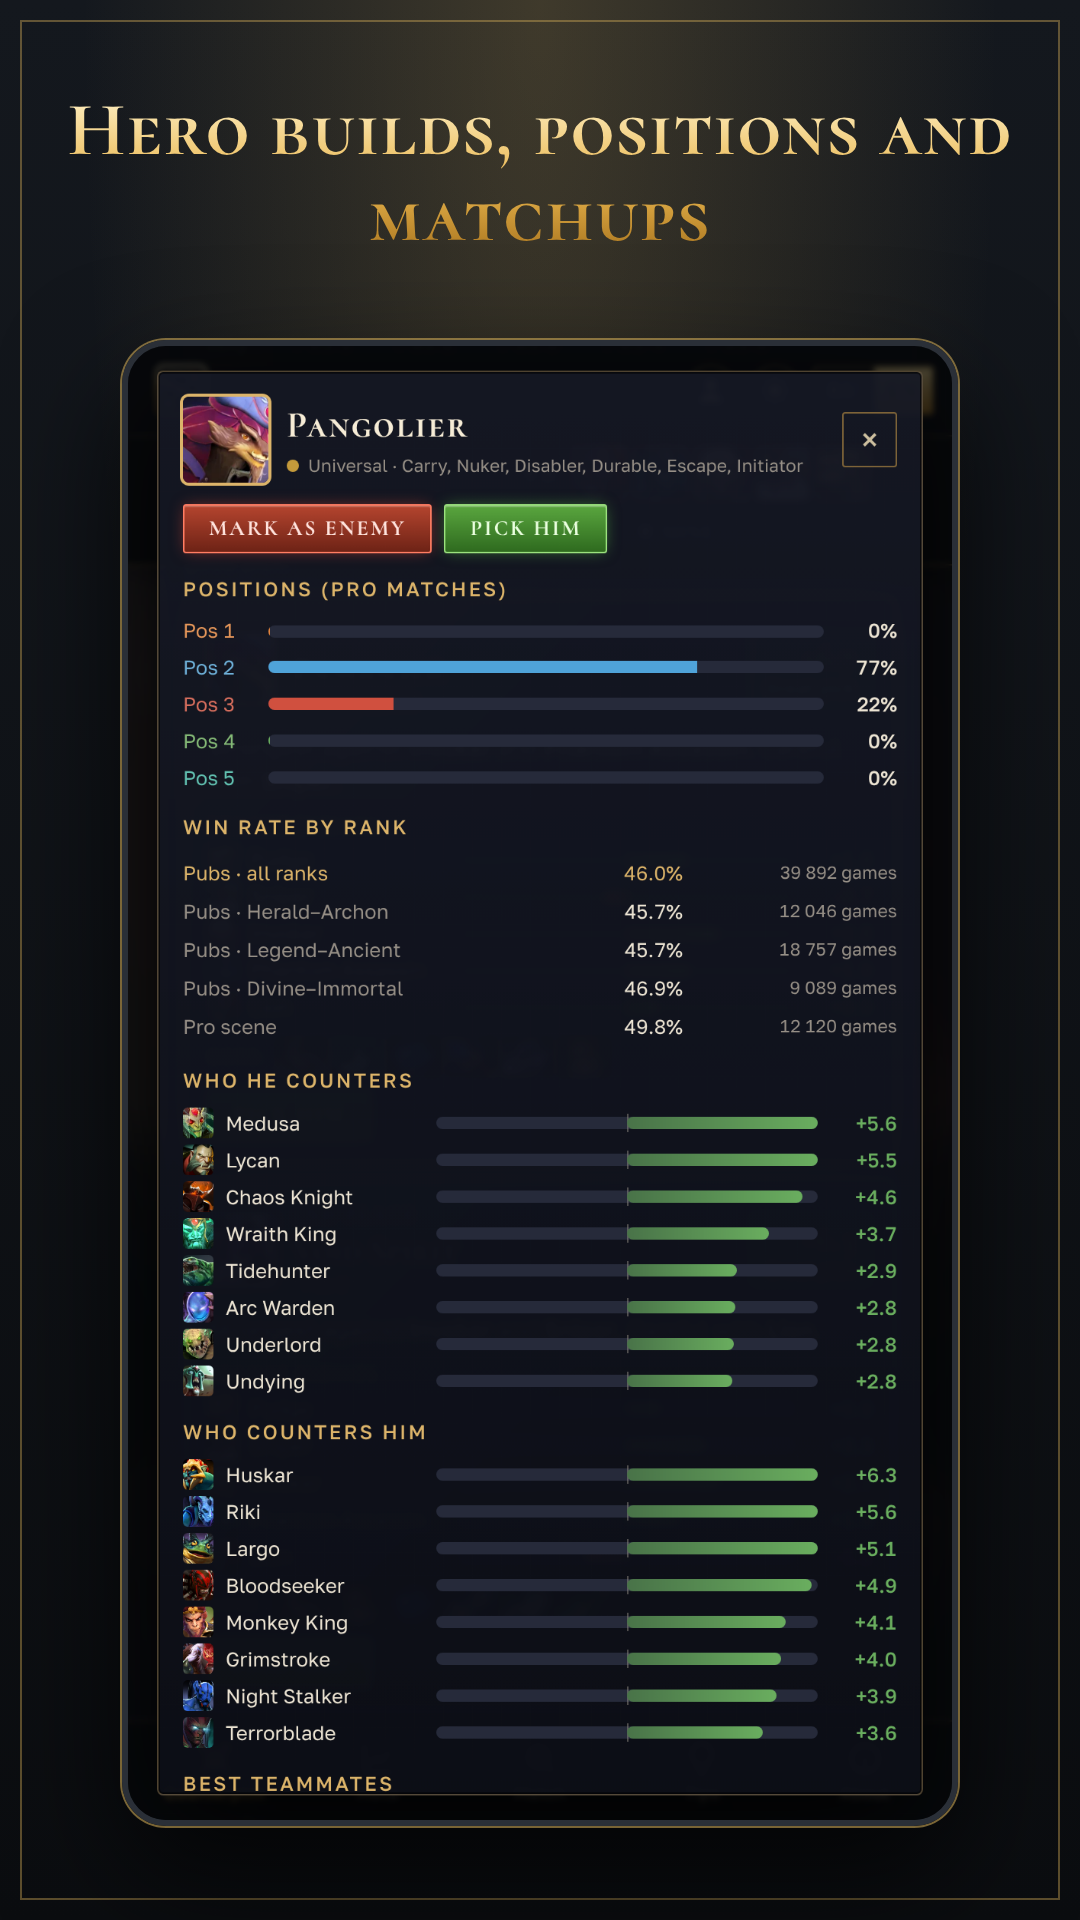 Hero builds, positions and
matchups
Pangolier
Universal · Carry, Nuker, Disabler, Durable, Escape, Initiator
×
MARK AS ENEMY PICK HIM
POSITIONS (PRO MATCHES)
Pos 1 0%
Pos 2 77%
Pos 3 22%
Pos 4 0%
Pos 5 0%
WIN RATE BY RANK
Pubs · all ranks 46.0% 39 892 games
Pubs · Herald–Archon 45.7% 12 046 games
Pubs · Legend–Ancient 45.7% 18 757 games
Pubs · Divine–Immortal 46.9% 9 089 games
Pro scene 49.8% 12 120 games
WHO HE COUNTERS
Medusa +5.6
Lycan +5.5
Chaos Knight +4.6
Wraith King +3.7
Tidehunter +2.9
Arc Warden +2.8
Underlord +2.8
Undying +2.8
WHO COUNTERS HIM
Huskar +6.3
Riki +5.6
Largo +5.1
Bloodseeker +4.9
Monkey King +4.1
Grimstroke +4.0
Night Stalker +3.9
Terrorblade +3.6
BEST TEAMMATES